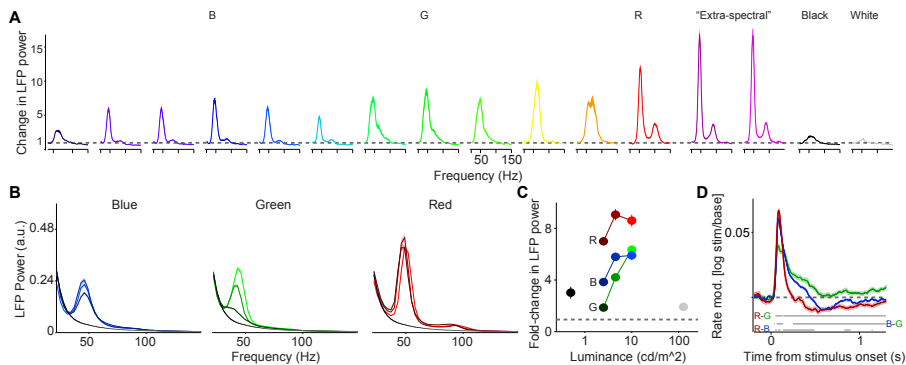 A
B
G
R
"Extra-spectral"
Black
White
Change in LFP power
15
10
5
1
50
150
Frequency (Hz)
B
Blue
Green
Red
LFP Power (a.u.)
0.48
0.24
0
50
100
50
100
50
100
Frequency (Hz)
C
Fold-change in LFP power
8
4
0
R
B
G
1
10
100
Luminance (cd/m^2)
D
Rate mod. [log stim/base]
0.05
R-G
B-G
R-B
0
1
Time from stimulus onset (s)